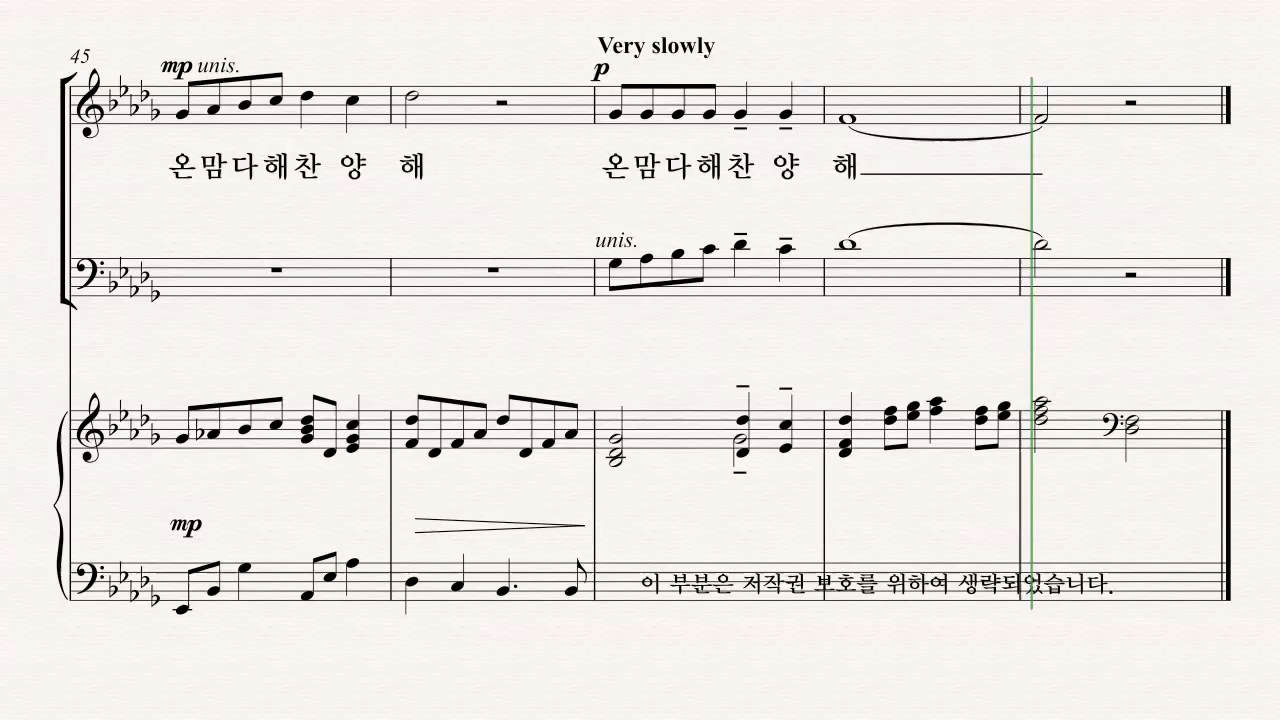 Very slowly
45
mp unis.
p
온 맘 다 해 찬 양 해 온 맘 다 해 찬 양 해
unis.
mp
이 부분은 저작권 보호를 위하여 생략되었습니다.